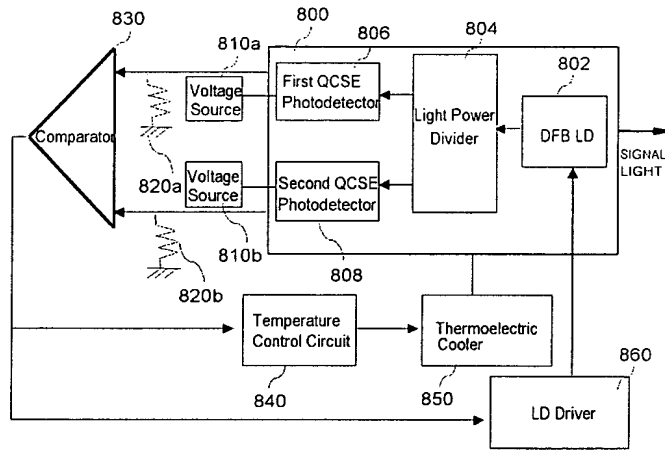 830
810a
800
806
804
802
First QCSE
Photodetector
Voltage
Source
Light Power
Divider
DFB LD
Comparator
SIGNAL
LIGHT
820a
Voltage
Source
Second QCSE
Photodetector
810b
808
820b
Temperature
Control Circuit
Thermoelectric
Cooler
840
850
860
LD Driver